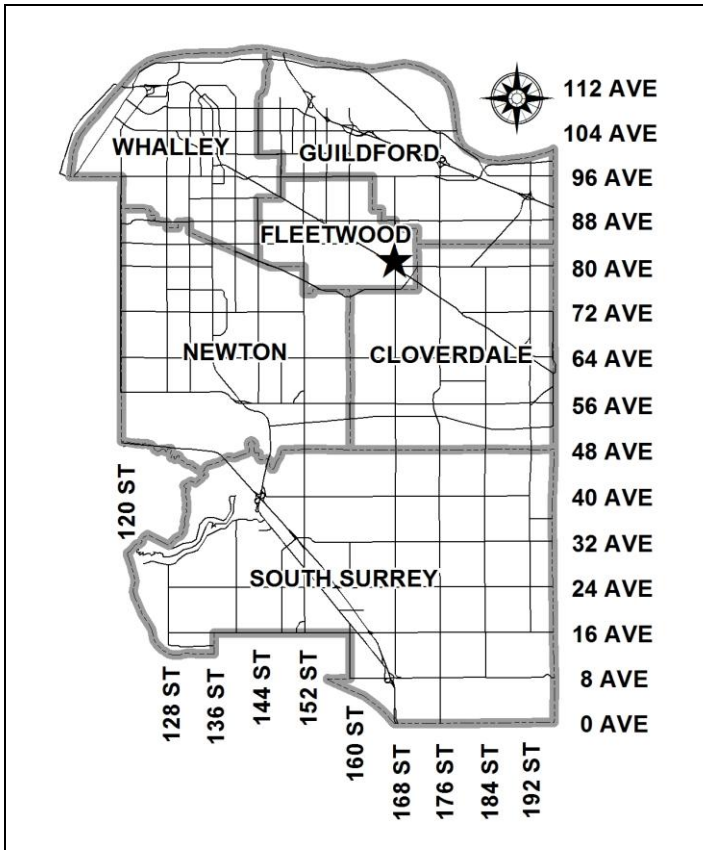 112 AVE
104 AVE
WHALLEY
GUILDFORD
96 AVE
88 AVE
FLEETWOOD
80 AVE
72 AVE
NEWTON
CLOVERDALE
64 AVE
56 AVE
48 AVE
120 ST
40 AVE
32 AVE
SOUTH SURREY
24 AVE
16 AVE
8 AVE
0 AVE
128 ST
136 ST
144 ST
152 ST
160 ST
168 ST
176 ST
184 ST
192 ST